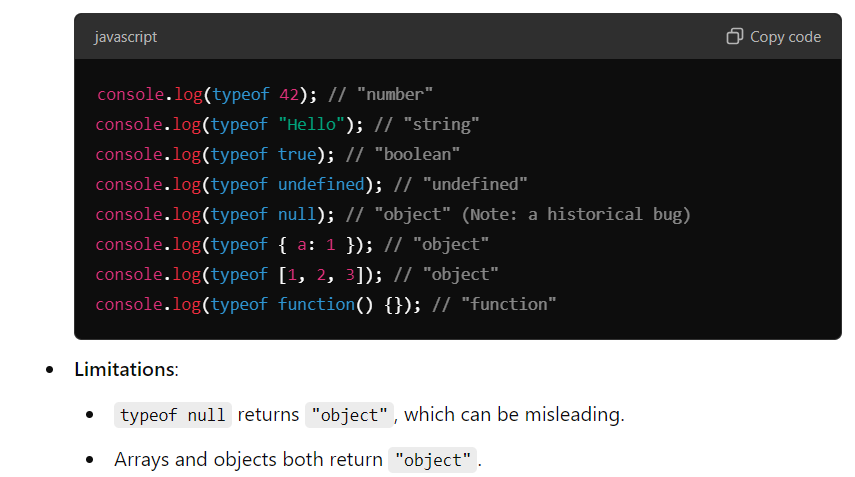 javascript
Copy code
console.log(typeof 42); // "number"
console.log(typeof "Hello"); // "string"
console.log(typeof true); // "boolean"
console.log(typeof undefined); // "undefined"
console.log(typeof null); // "object" (Note: a historical bug)
console.log(typeof { a: 1 }); // "object"
console.log(typeof [1, 2, 3]); // "object"
console.log(typeof function() {}); // "function"
• Limitations:
• typeof null returns "object", which can be misleading.
• Arrays and objects both return "object".